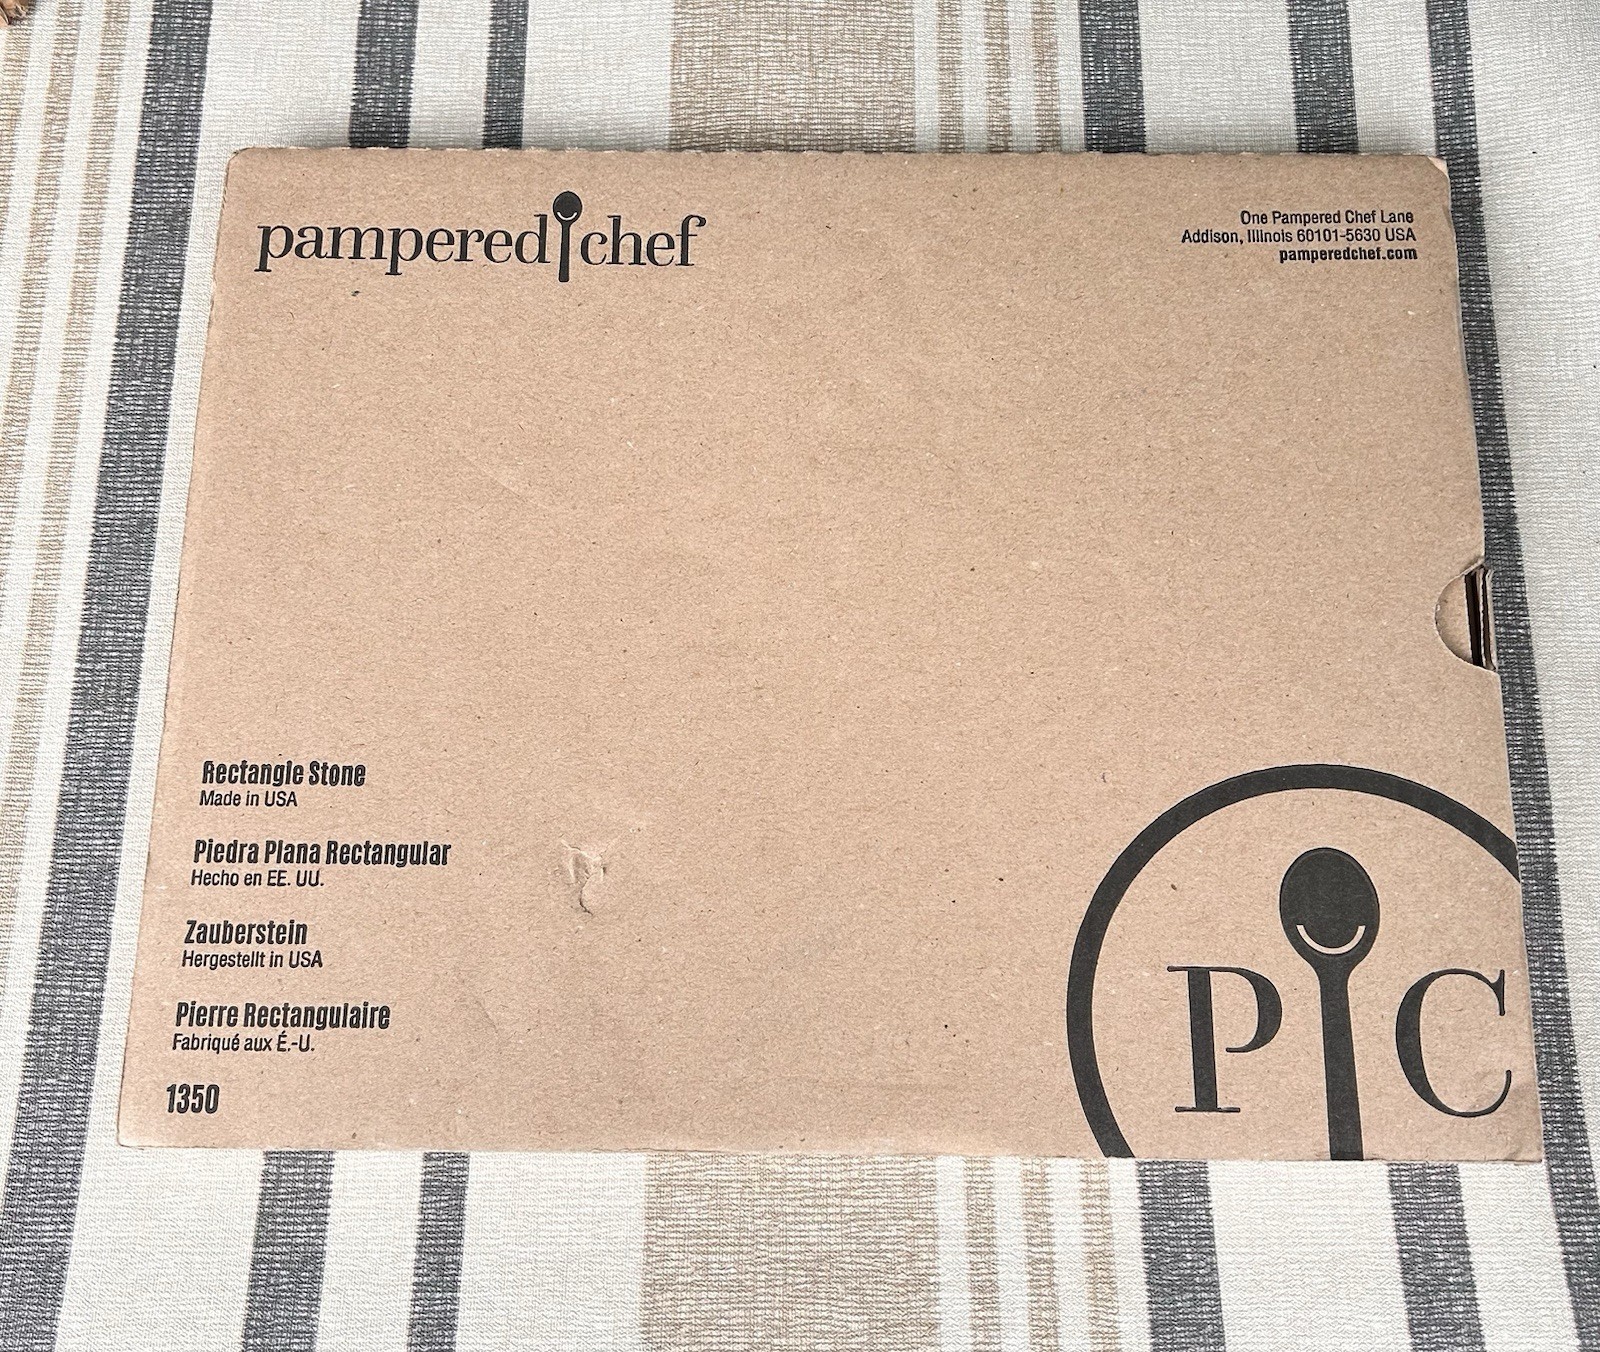 pampered chef
One Pampered Chef Lane
Addison, Illinois 60101-5630 USA
pamperedchef.com
Rectangle Stone
Made in USA
Piedra Plana Rectangular
Hecho en EE. UU.
Zauberstein
Hergestellt in USA
Pierre Rectangulaire
Fabriqué aux É.-U.
1350
P C